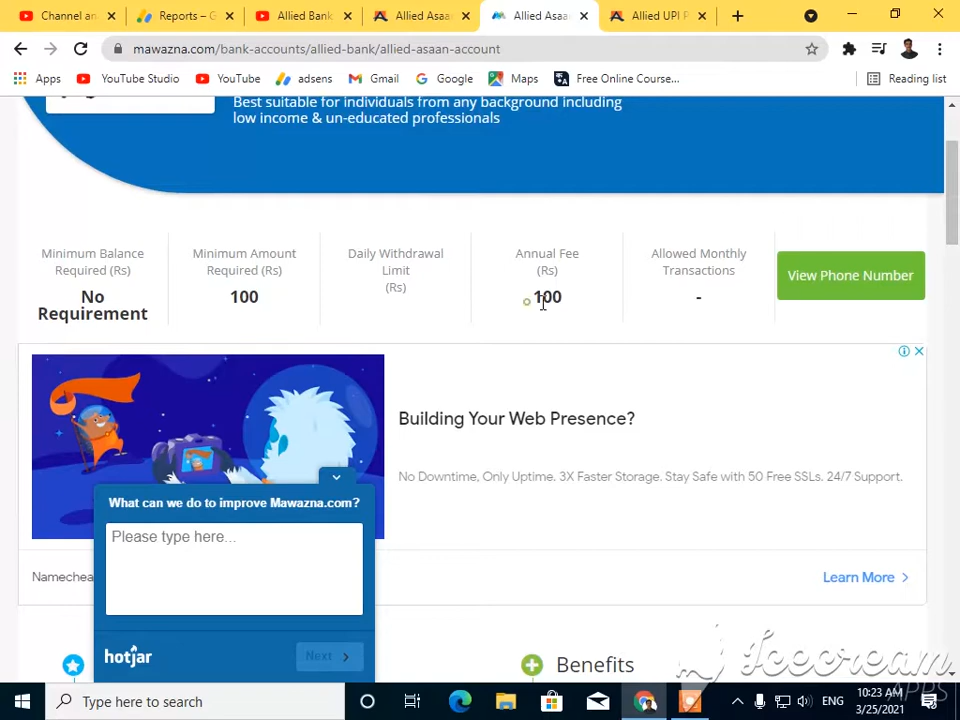 Channel an
Reports – G
Allied Bank
Allied Asaa
Allied Asaa
Allied UPI P
mawazna.com/bank-accounts/allied-bank/allied-asaan-account
Apps
YouTube Studio
YouTube
adsens
Gmail
Google
Maps
Free Online Course...
Reading list
Best suitable for individuals from any background including
low income & un-educated professionals
Minimum Balance
Required (Rs)
No
Requirement
Minimum Amount
Required (Rs)
100
Daily Withdrawal
Limit
(Rs)
Annual Fee
(Rs)
100
Allowed Monthly
Transactions
-
View Phone Number
Building Your Web Presence?
No Downtime, Only Uptime. 3X Faster Storage. Stay Safe with 50 Free SSLs. 24/7 Support.
Namechea
Learn More
What can we do to improve Mawazna.com?
Please type here...
hotjar
Next
Benefits
Icecream
APPS
Type here to search
ENG
10:23 AM
3/25/2021